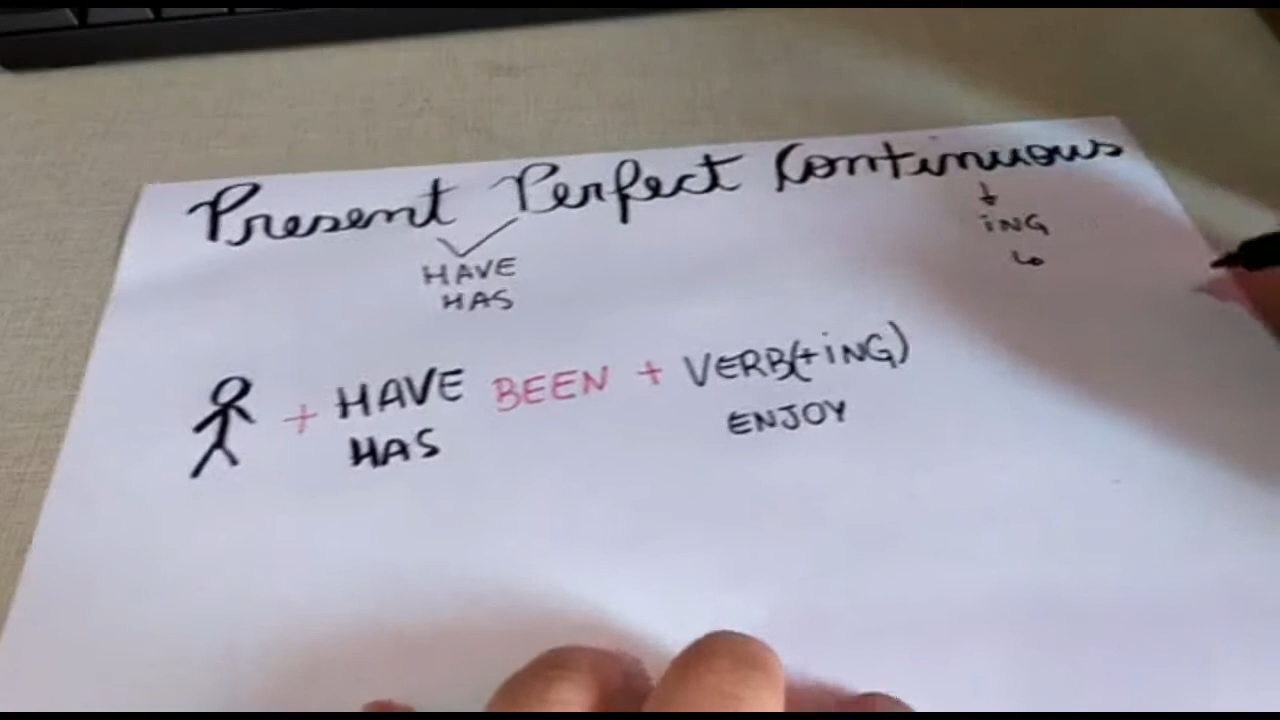 Present Perfect Continuous
HAVE
HAS
iNG
+ HAVE BEEN + VERB(+iNG)
HAS
ENJOY